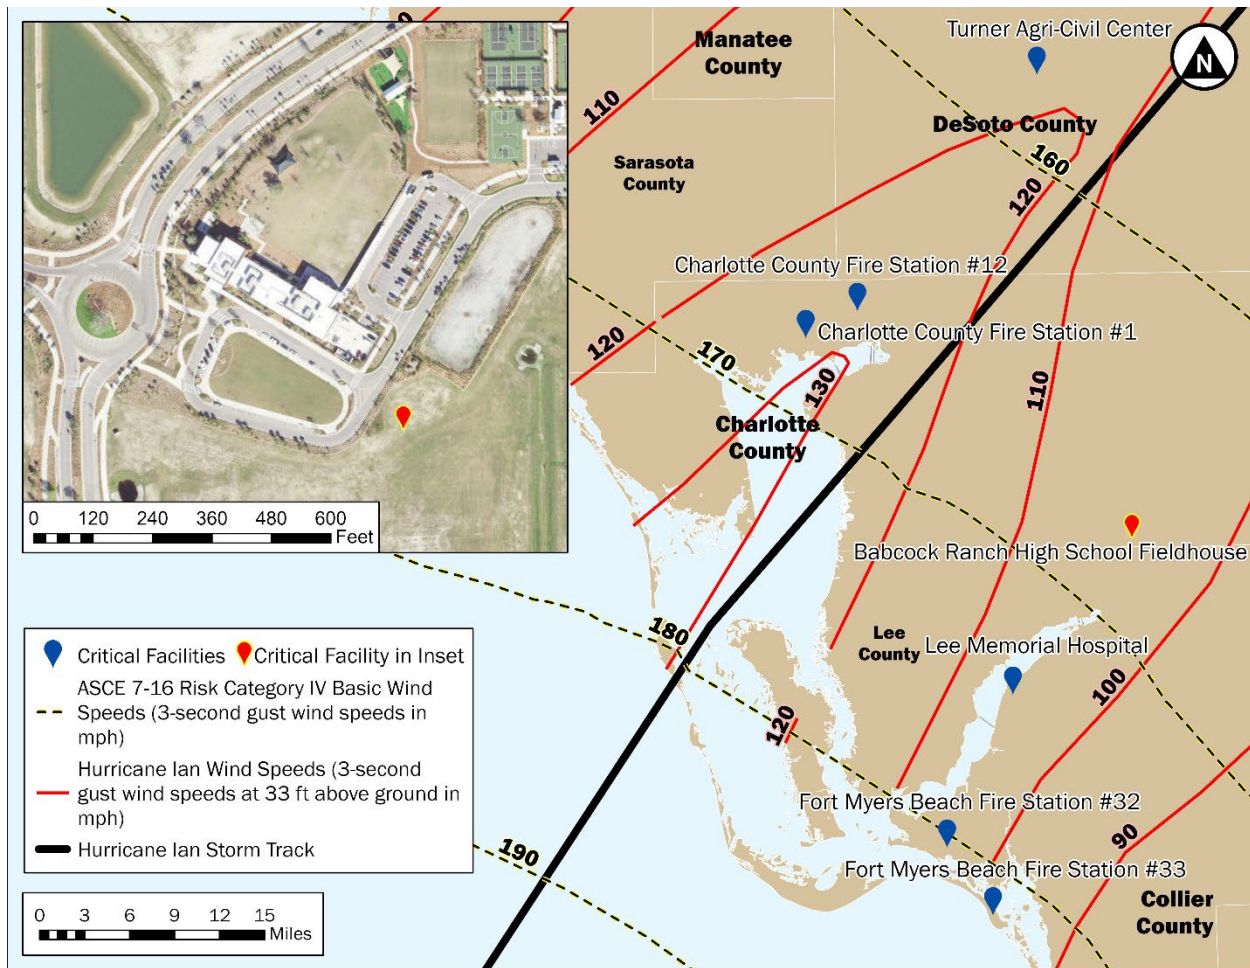 110
Turner Agri-Civil Center
N
Manatee
County
110
DeSoto County
160
Sarasota
County
120
Charlotte County Fire Station #12
Charlotte County Fire Station #1
120
170
130
110
Charlotte
County
0 120 240 360 480 600
Feet
Babcock Ranch High School Fieldhouse
180
Lee
County
Lee Memorial Hospital
100
120
Critical Facilities
Critical Facility in Inset
ASCE 7-16 Risk Category IV Basic Wind
Speeds (3-second gust wind speeds in
mph)
Hurricane Ian Wind Speeds (3-second
gust wind speeds at 33 ft above ground in
mph)
Hurricane Ian Storm Track
Fort Myers Beach Fire Station #32
90
190
Fort Myers Beach Fire Station #33
Collier
County
0 3 6 9 12 15
Miles